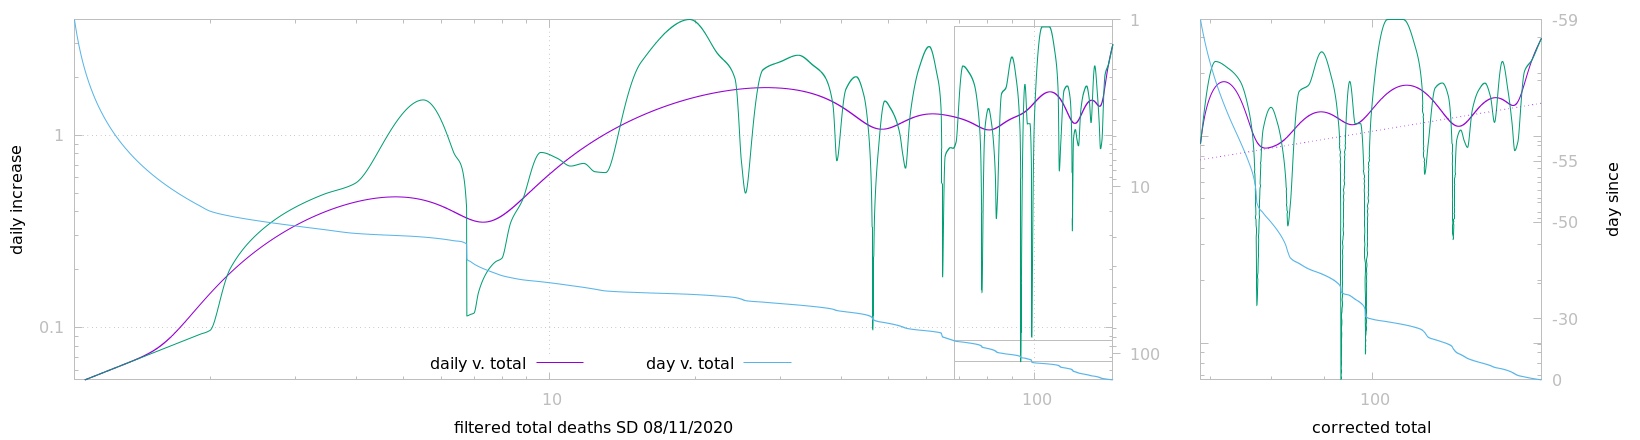 daily increase
1
0.1
10
100
1
10
100
daily v. total
day v. total
filtered total deaths SD 08/11/2020
-59
-55
-50
-30
0
day since
100
corrected total